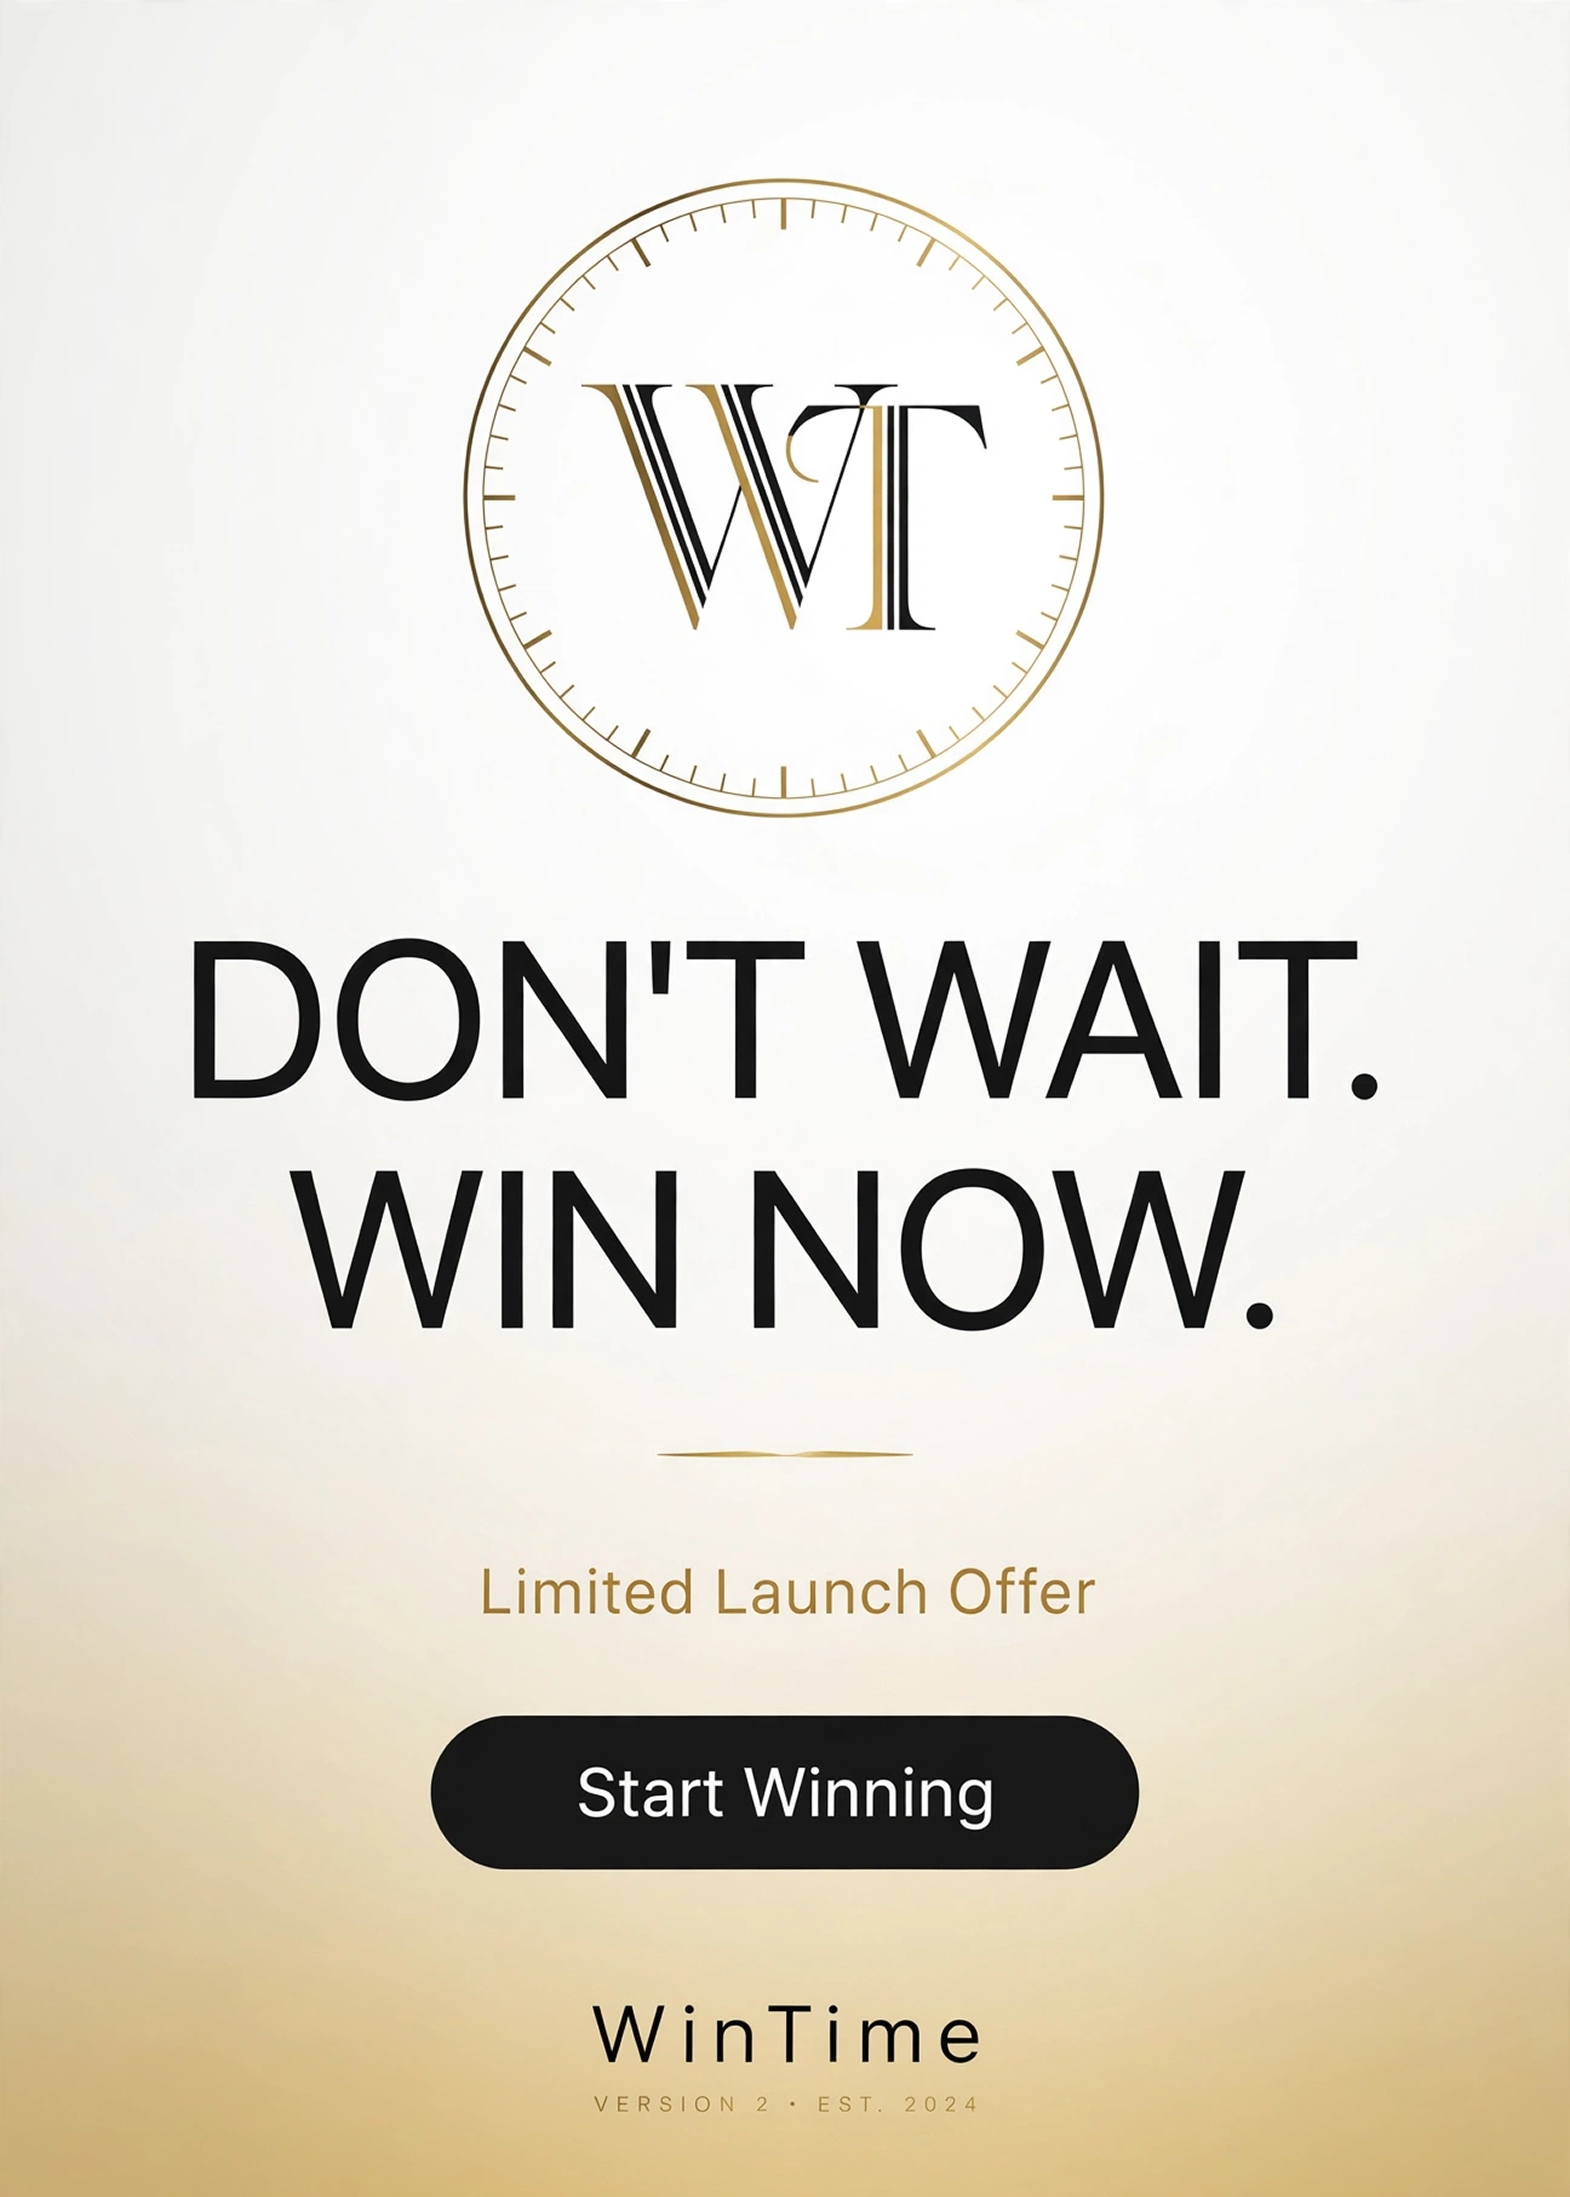 WT
DON'T WAIT.
WIN NOW.
Limited Launch Offer
Start Winning
WinTime
VERSION 2 • EST. 2024